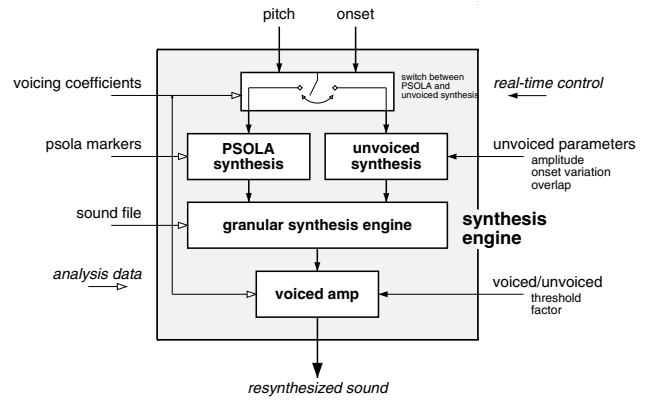 pitch onset
voicing coefficients
switch between
PSOLA and
unvoiced synthesis
real-time control
psola markers
PSOLA
synthesis
unvoiced
synthesis
unvoiced parameters
amplitude
onset variation
overlap
sound file
granular synthesis engine
synthesis
engine
analysis data
voiced amp
voiced/unvoiced
threshold
factor
resynthesized sound